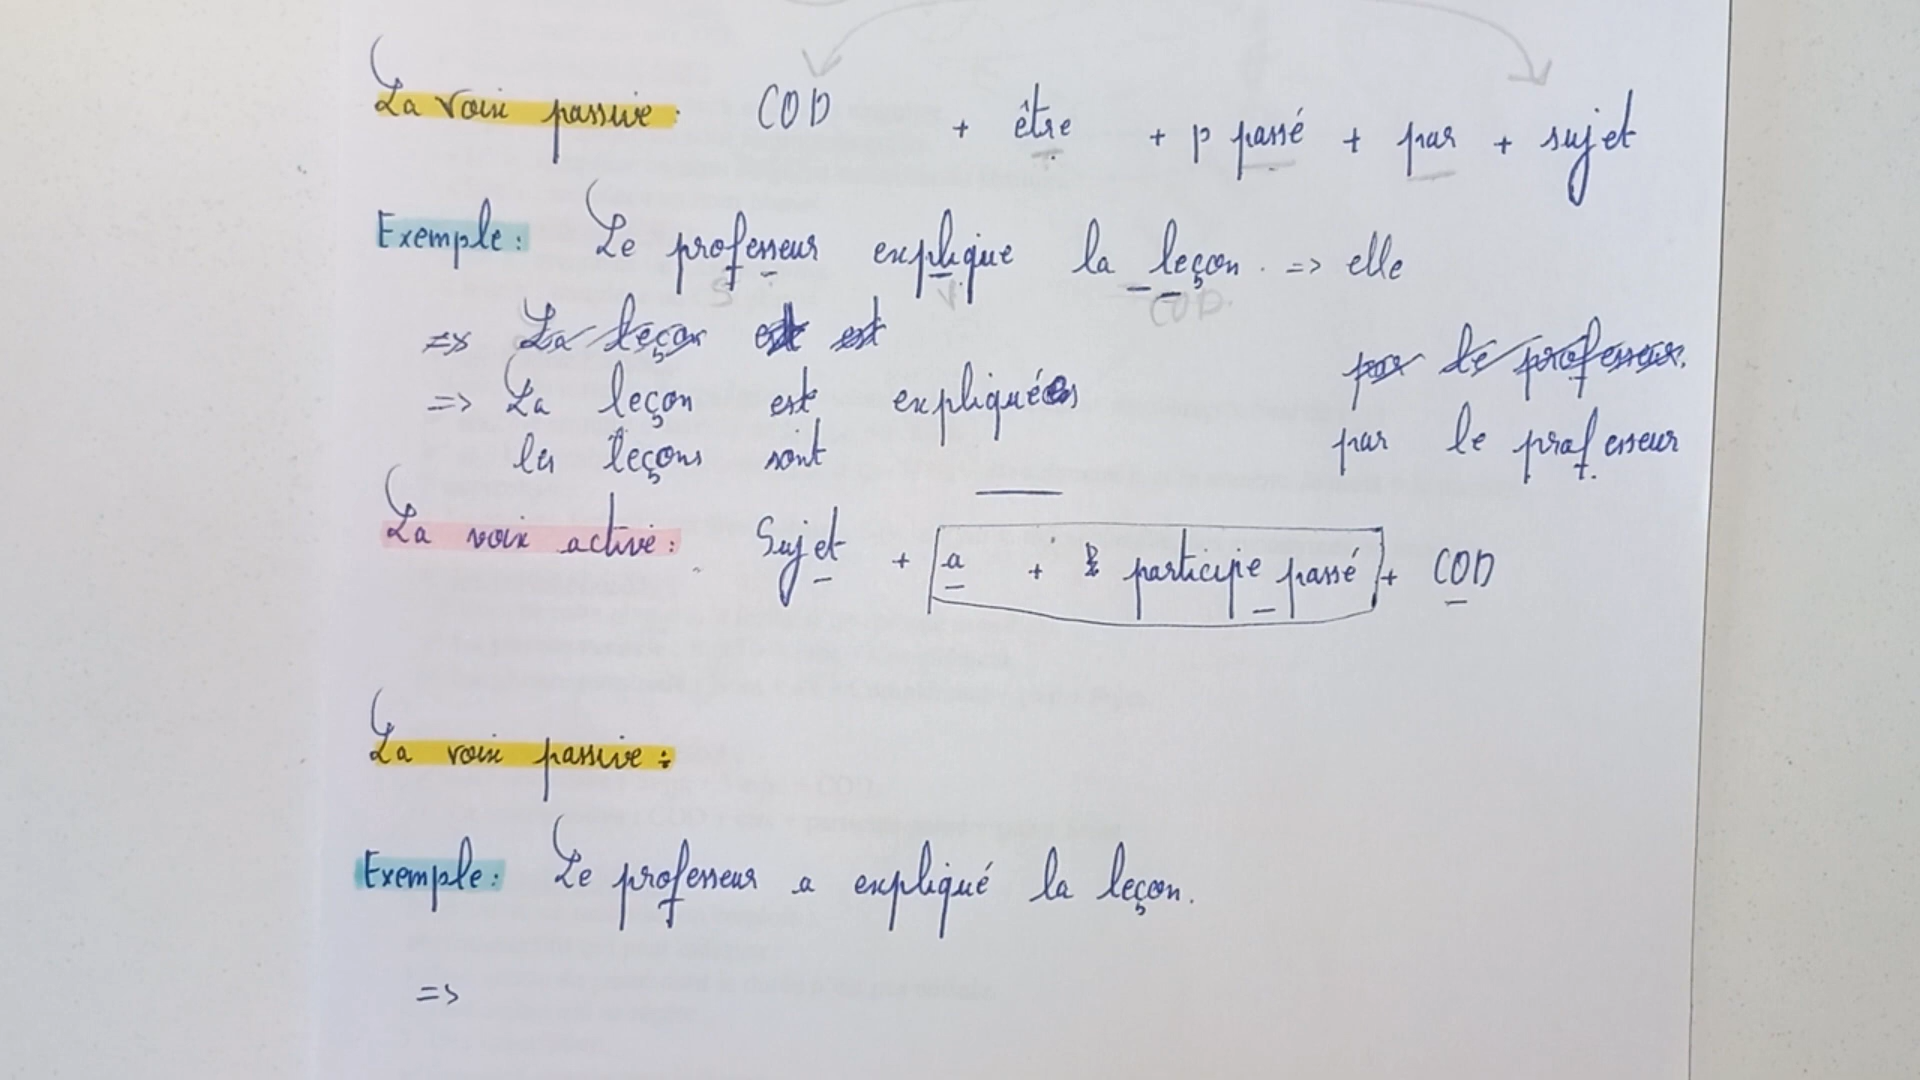 La voix passive: COD + être + p passé + par + sujet
Exemple: Le professeur explique la leçon. => elle
S V COD
=> La leçon est est par le professeur.
=> La leçon est expliquées par le professeur
les leçons sont
La voix active: Sujet + a + participe passé + COD
La voix passive:
Exemple: Le professeur a expliqué la leçon.
=>